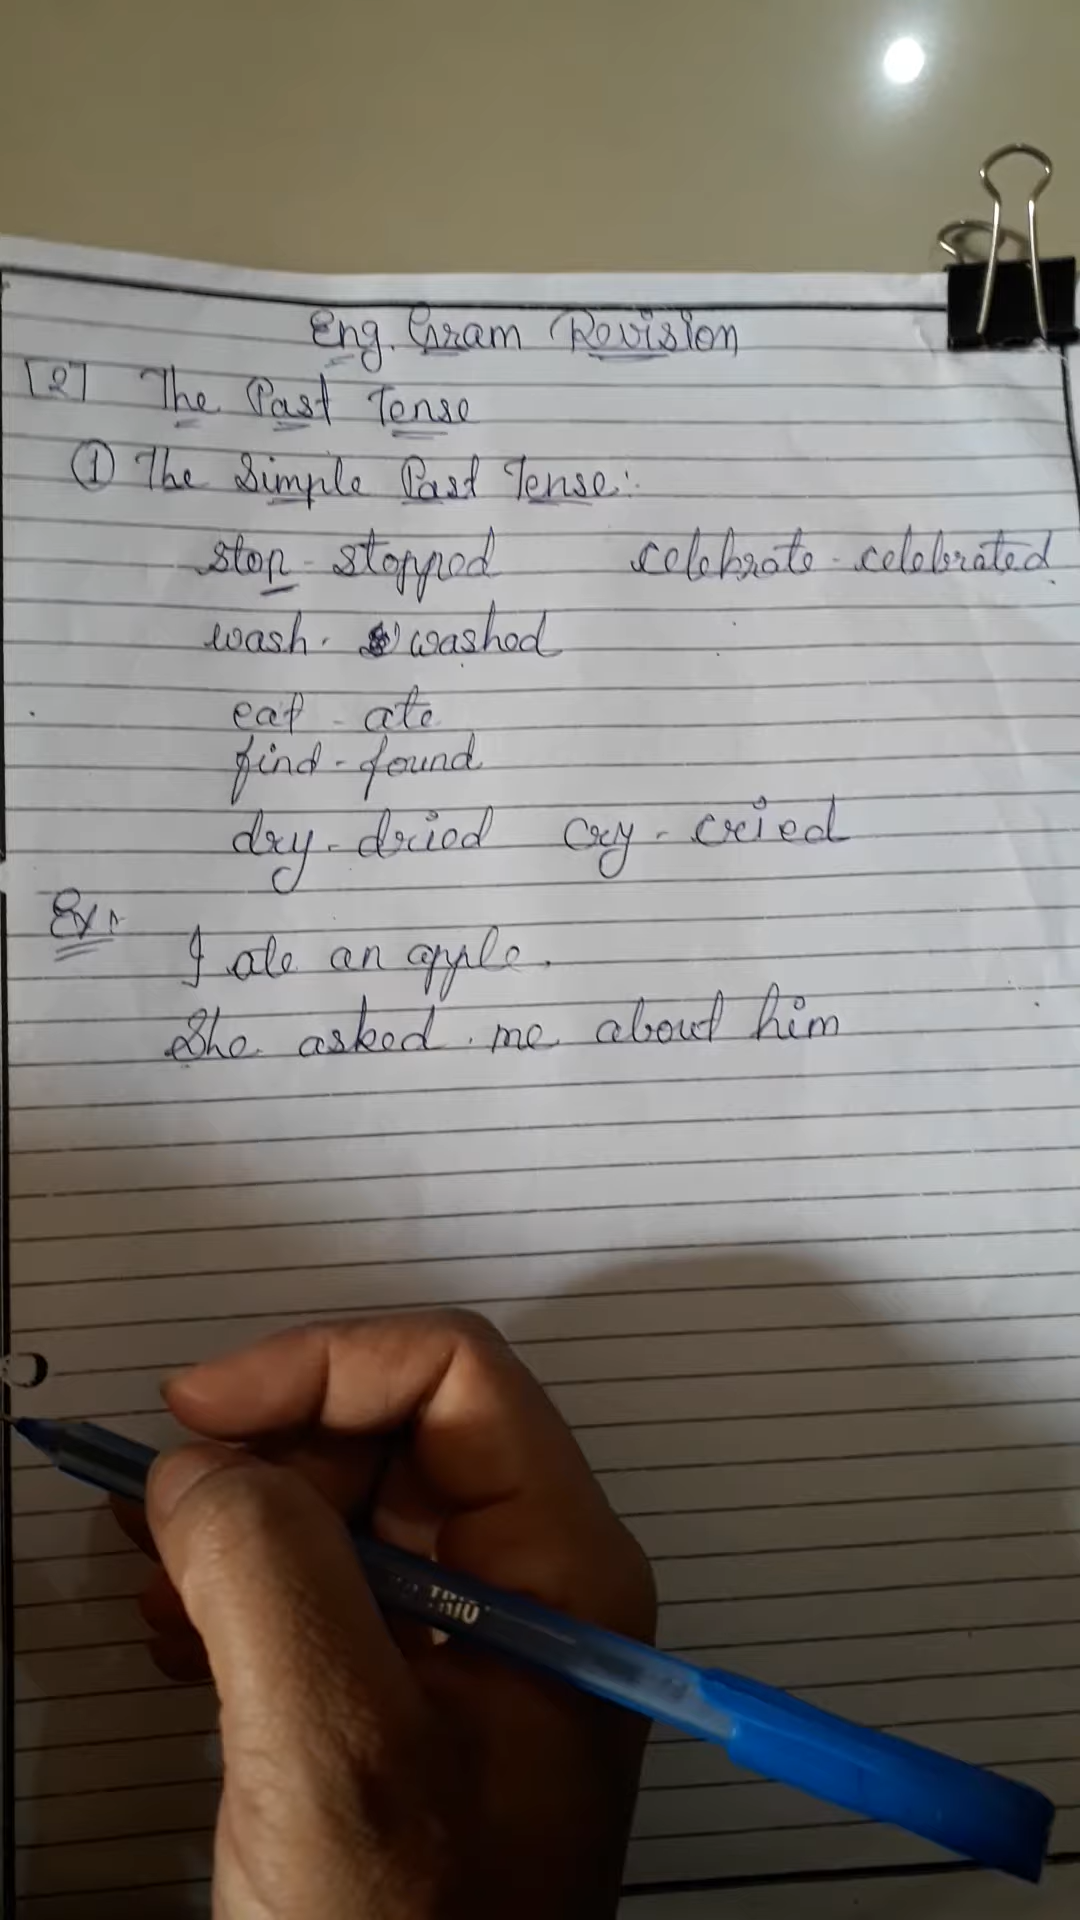 Eng. Gram Revision
[2] The Past Tense
① The Simple Past Tense:
stop - stopped celebrate - celebrated
wash - washed
eat - ate
find - found
dry - dried cry - cried
Ex:
I ate an apple.
She asked me about him